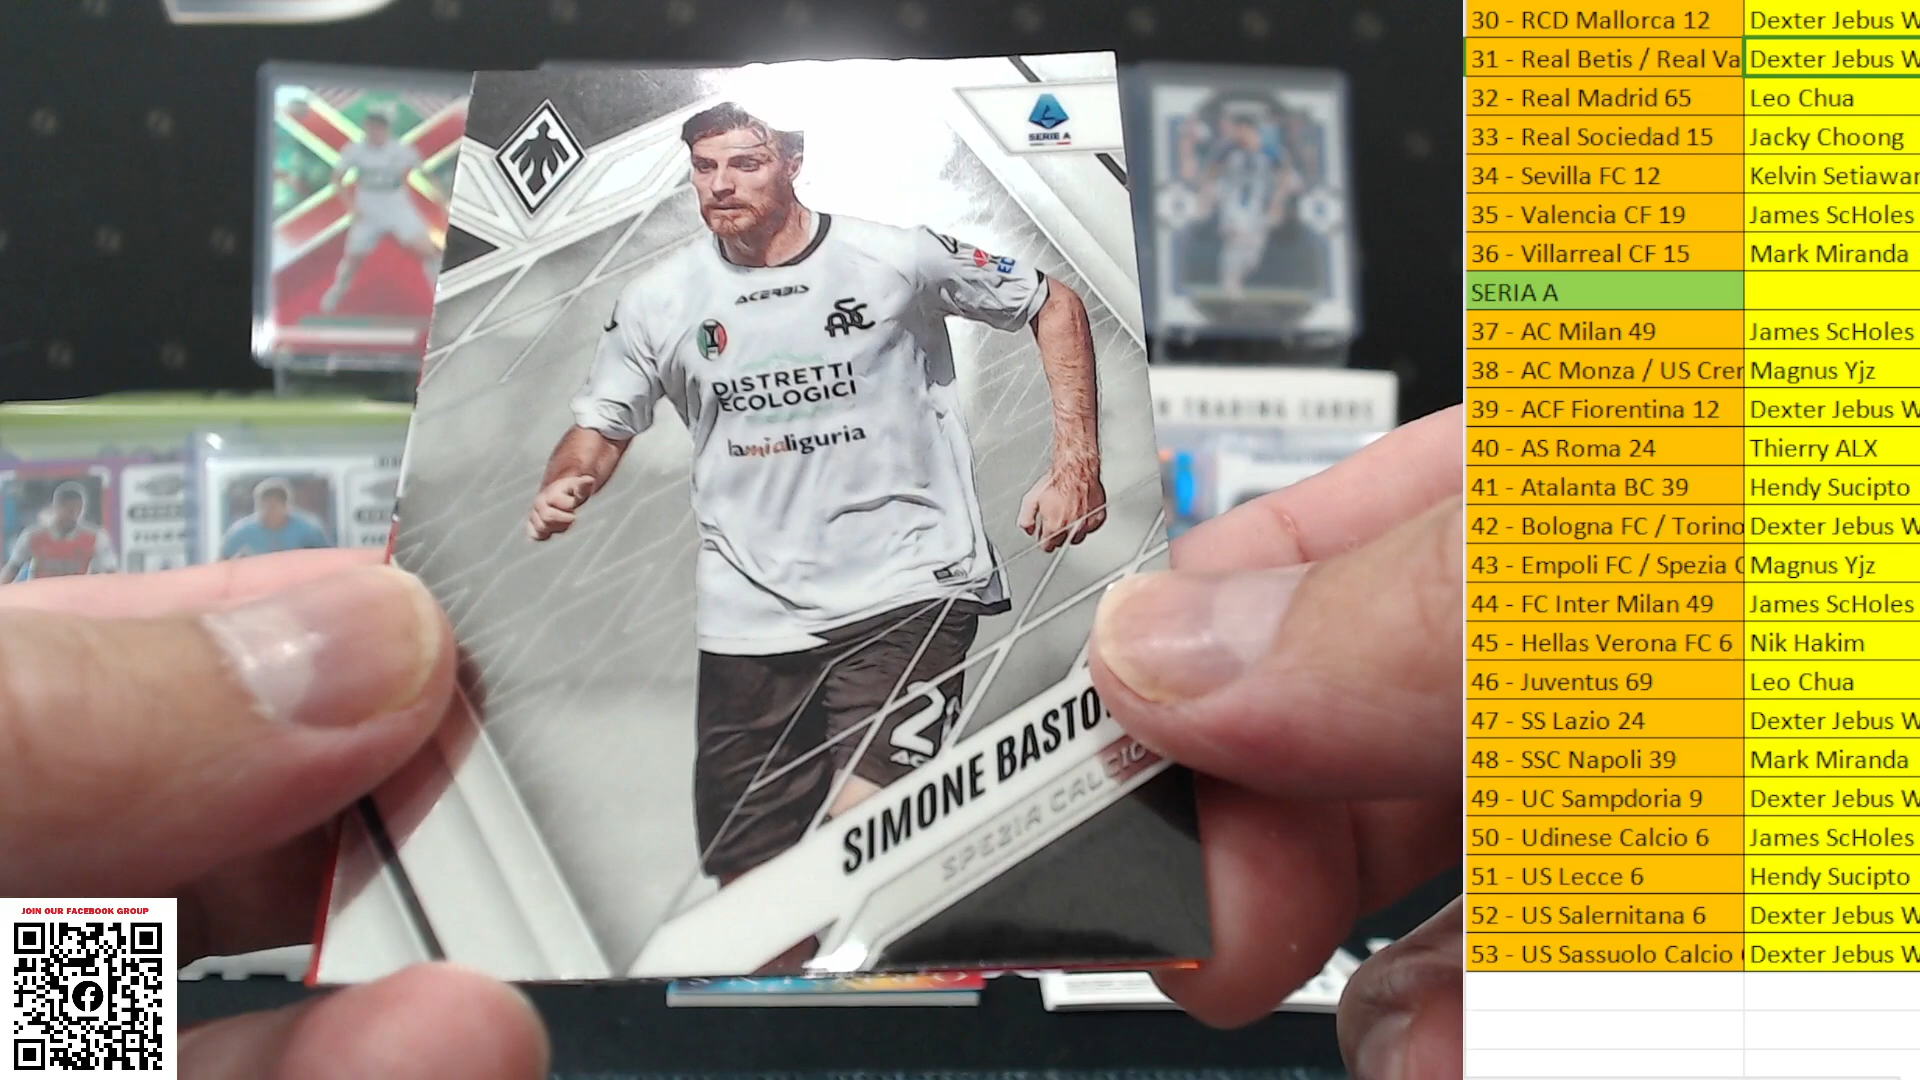 SERIE A
ACERBIS
ASC
DISTRETTI
ECOLOGICI
lamialiguria
SIMONE BASTO
SPEZIA CALCIO
TRADING CARDS
JOIN OUR FACEBOOK GROUP
30 - RCD Mallorca 12 Dexter Jebus W
31 - Real Betis / Real Va Dexter Jebus W
32 - Real Madrid 65 Leo Chua
33 - Real Sociedad 15 Jacky Choong
34 - Sevilla FC 12 Kelvin Setiawan
35 - Valencia CF 19 James ScHoles
36 - Villarreal CF 15 Mark Miranda
SERIA A
37 - AC Milan 49 James ScHoles
38 - AC Monza / US Crem Magnus Yjz
39 - ACF Fiorentina 12 Dexter Jebus W
40 - AS Roma 24 Thierry ALX
41 - Atalanta BC 39 Hendy Sucipto
42 - Bologna FC / Torino Dexter Jebus W
43 - Empoli FC / Spezia C Magnus Yjz
44 - FC Inter Milan 49 James ScHoles
45 - Hellas Verona FC 6 Nik Hakim
46 - Juventus 69 Leo Chua
47 - SS Lazio 24 Dexter Jebus W
48 - SSC Napoli 39 Mark Miranda
49 - UC Sampdoria 9 Dexter Jebus W
50 - Udinese Calcio 6 James ScHoles
51 - US Lecce 6 Hendy Sucipto
52 - US Salernitana 6 Dexter Jebus W
53 - US Sassuolo Calcio Dexter Jebus W